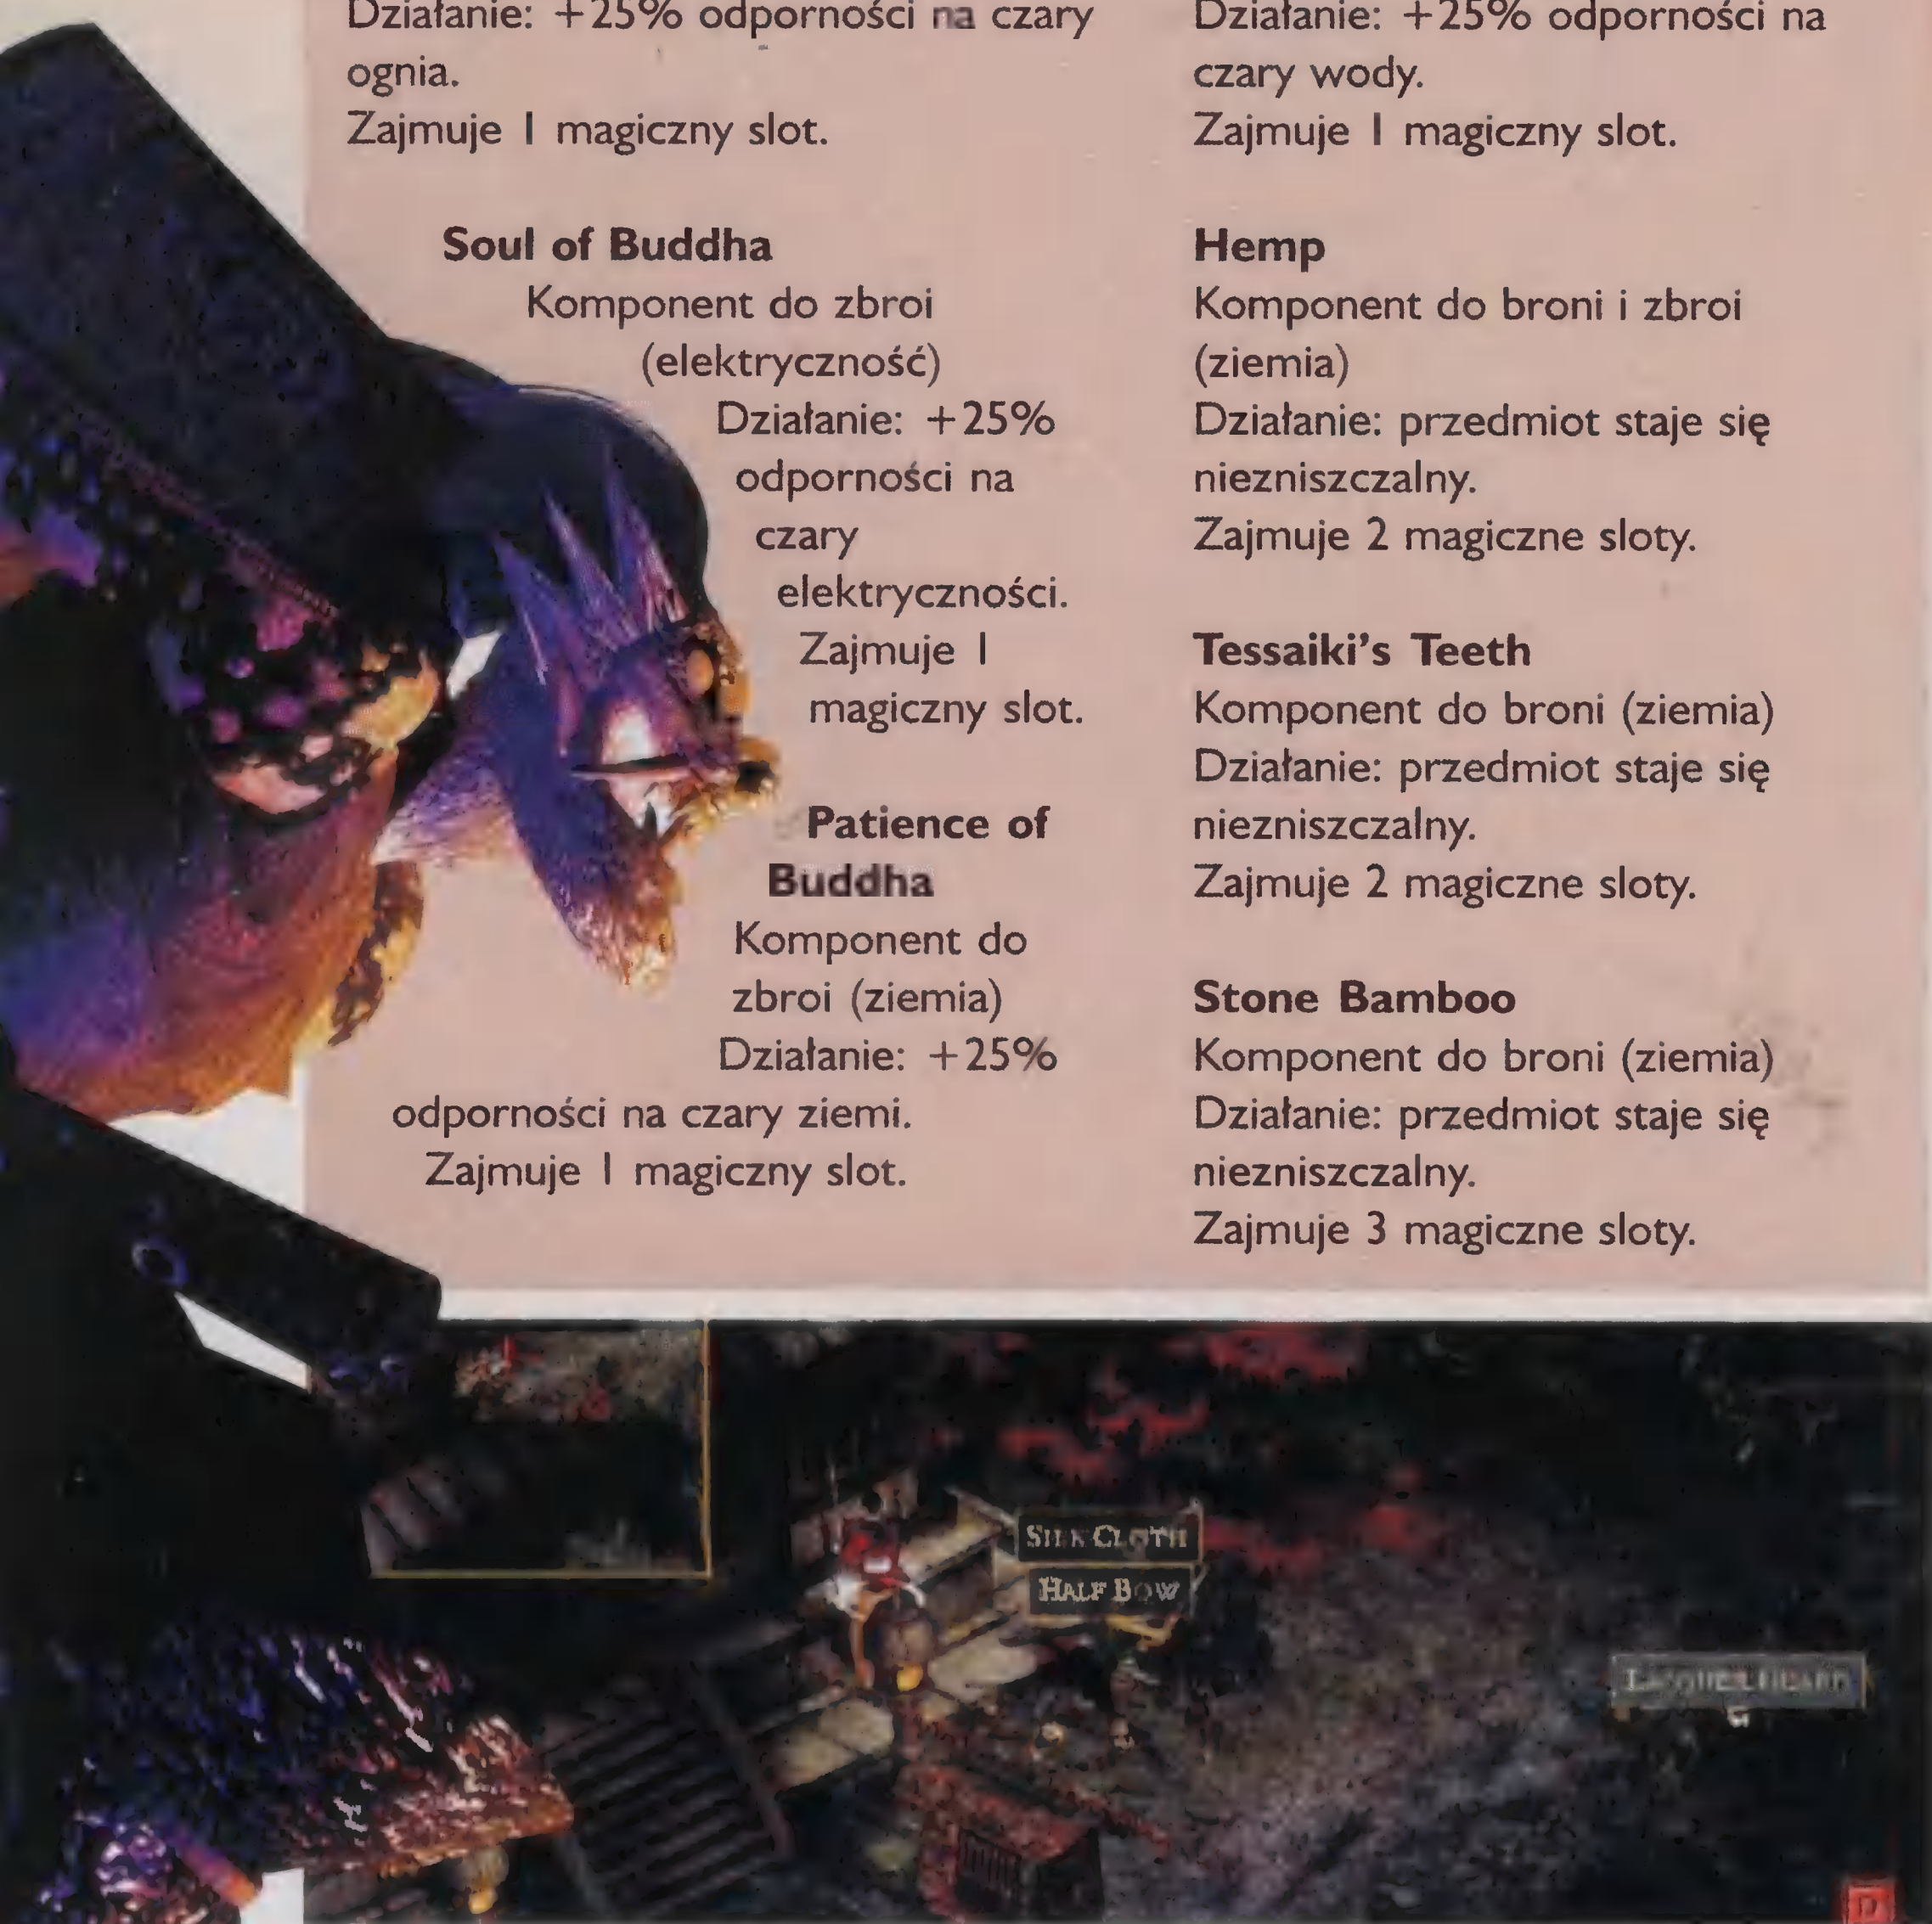 Działanie: +25% odporności na czary
ognia.
Zajmuje 1 magiczny slot.
Soul of Buddha
Komponent do zbroi
(elektryczność)
Działanie: +25%
odporności na
czary
elektryczności.
Zajmuje 1
magiczny slot.
Patience of
Buddha
Komponent do
zbroi (ziemia)
Działanie: +25%
odporności na czary ziemi.
Zajmuje 1 magiczny slot.
Działanie: +25% odporności na
czary wody.
Zajmuje 1 magiczny slot.
Hemp
Komponent do broni i zbroi
(ziemia)
Działanie: przedmiot staje się
niezniszczalny.
Zajmuje 2 magiczne sloty.
Tessaiki's Teeth
Komponent do broni (ziemia)
Działanie: przedmiot staje się
niezniszczalny.
Zajmuje 2 magiczne sloty.
Stone Bamboo
Komponent do broni (ziemia)
Działanie: przedmiot staje się
niezniszczalny.
Zajmuje 3 magiczne sloty.
SILK CLOTH
HALF BOW